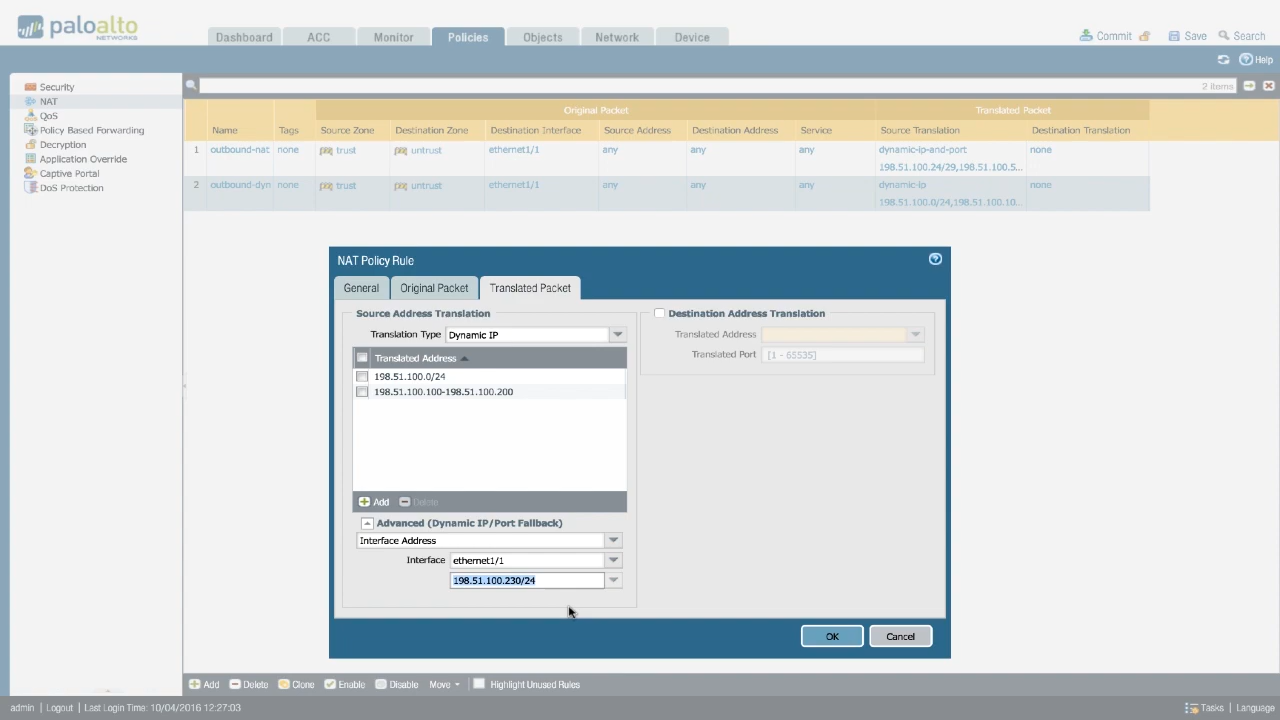 paloalto
NETWORKS
Dashboard ACC Monitor Policies Objects Network Device
Commit Save Search
Help
Security
NAT
QoS
Policy Based Forwarding
Decryption
Application Override
Captive Portal
DoS Protection
2 items
Original Packet Translated Packet
Name Tags Source Zone Destination Zone Destination Interface Source Address Destination Address Service Source Translation Destination Translation
1 outbound-nat none trust untrust ethernet1/1 any any any dynamic-ip-and-port none
198.51.100.24/29,198.51.100.5...
2 outbound-dyn none trust untrust ethernet1/1 any any any dynamic-ip none
198.51.100.0/24,198.51.100.10...
NAT Policy Rule
General Original Packet Translated Packet
Source Address Translation
Translation Type Dynamic IP
Translated Address
198.51.100.0/24
198.51.100.100-198.51.100.200
Add Delete
Advanced (Dynamic IP/Port Fallback)
Interface Address
Interface ethernet1/1
198.51.100.230/24
Destination Address Translation
Translated Address
Translated Port [1 - 65535]
OK Cancel
Add Delete Clone Enable Disable Move Highlight Unused Rules
admin | Logout | Last Login Time: 10/04/2016 12:27:03
Tasks | Language